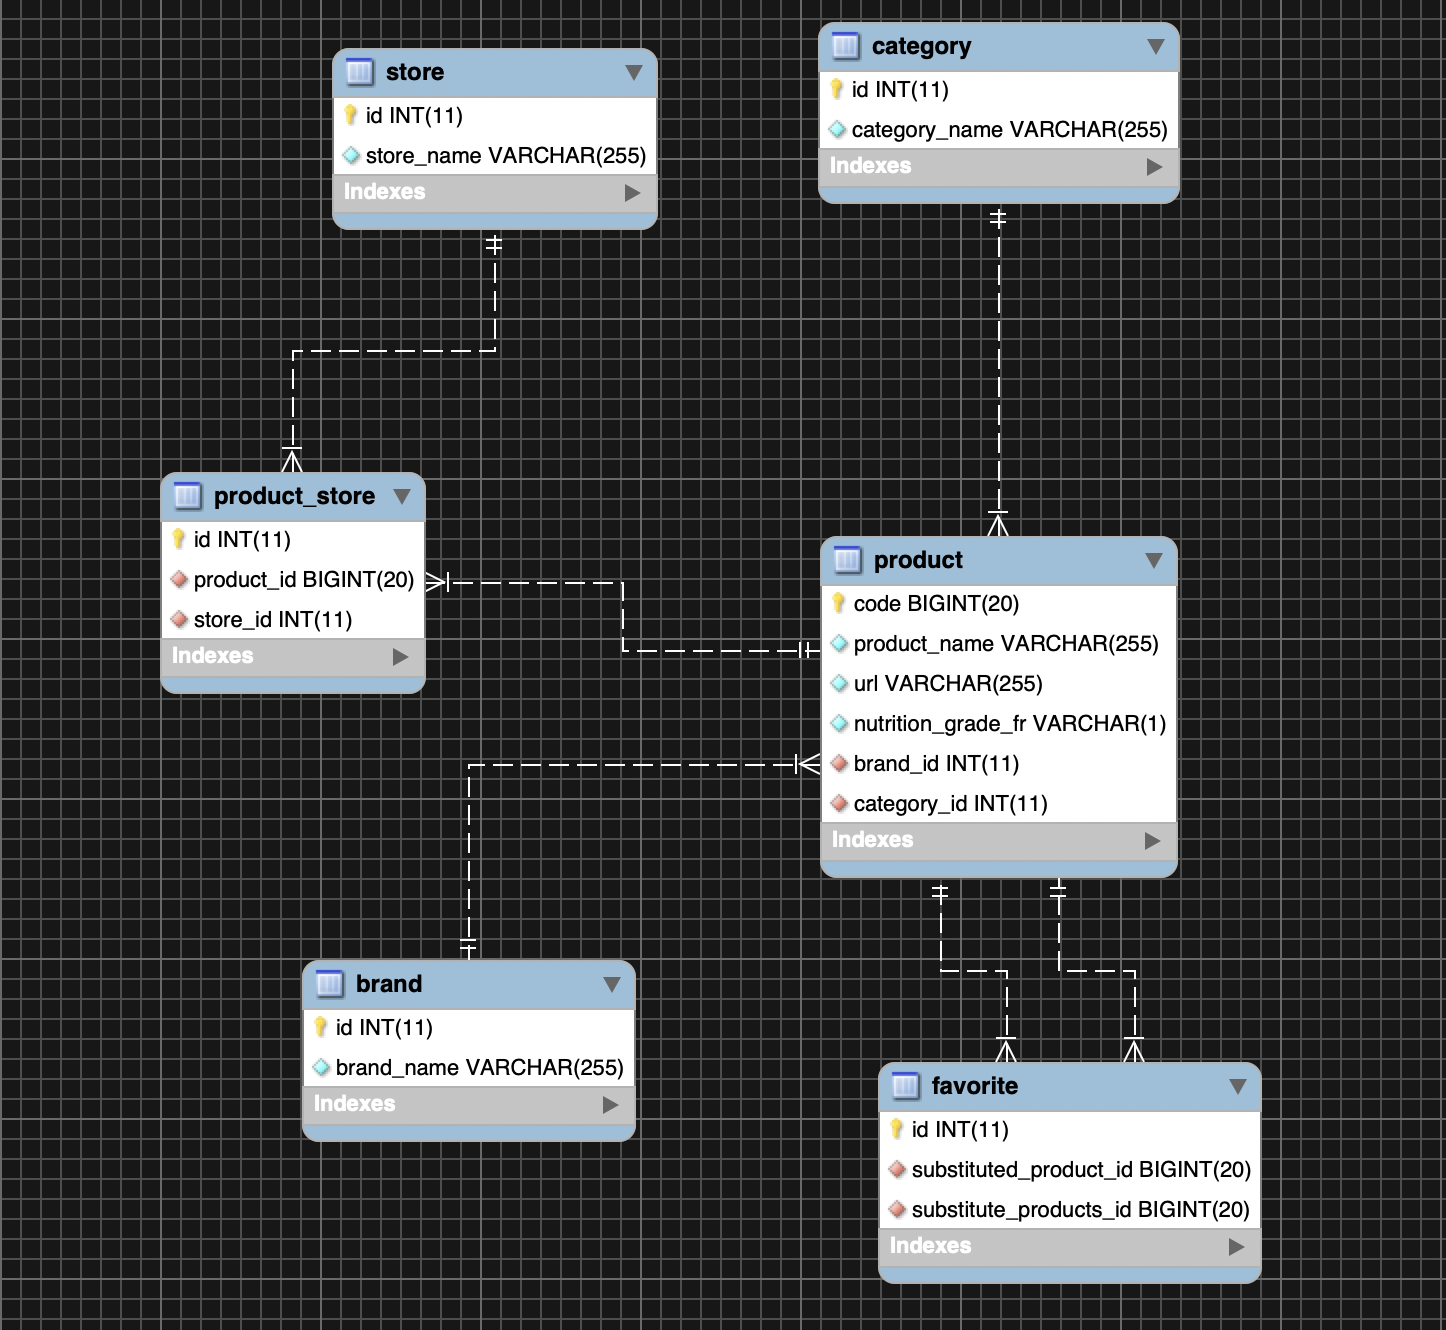 store
id INT(11)
store_name VARCHAR(255)
Indexes
category
id INT(11)
category_name VARCHAR(255)
Indexes
product_store
id INT(11)
product_id BIGINT(20)
store_id INT(11)
Indexes
product
code BIGINT(20)
product_name VARCHAR(255)
url VARCHAR(255)
nutrition_grade_fr VARCHAR(1)
brand_id INT(11)
category_id INT(11)
Indexes
brand
id INT(11)
brand_name VARCHAR(255)
Indexes
favorite
id INT(11)
substituted_product_id BIGINT(20)
substitute_products_id BIGINT(20)
Indexes